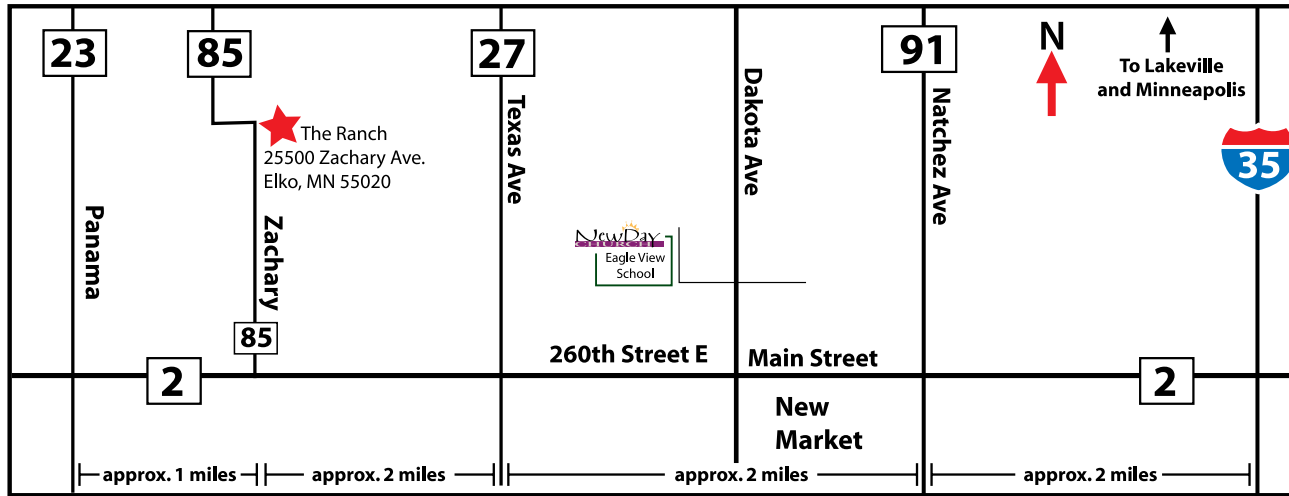 23
85
27
91
N
To Lakeville
and Minneapolis
35
The Ranch
25500 Zachary Ave.
Elko, MN 55020
Texas Ave
Dakota Ave
Natchez Ave
Panama
Zachary
NewDay
CHURCH
Eagle View
School
85
260th Street E
Main Street
2
2
New
Market
approx. 1 miles
approx. 2 miles
approx. 2 miles
approx. 2 miles